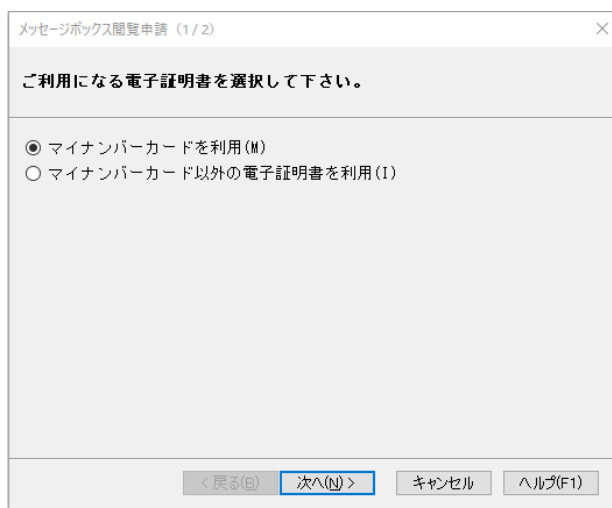 メッセージボックス閲覧申請 (1/2)
ご利用になる電子証明書を選択して下さい。
マイナンバーカードを利用(M)
マイナンバーカード以外の電子証明書を利用(I)
<戻る(B) 次へ(N)> キャンセル ヘルプ(F1)